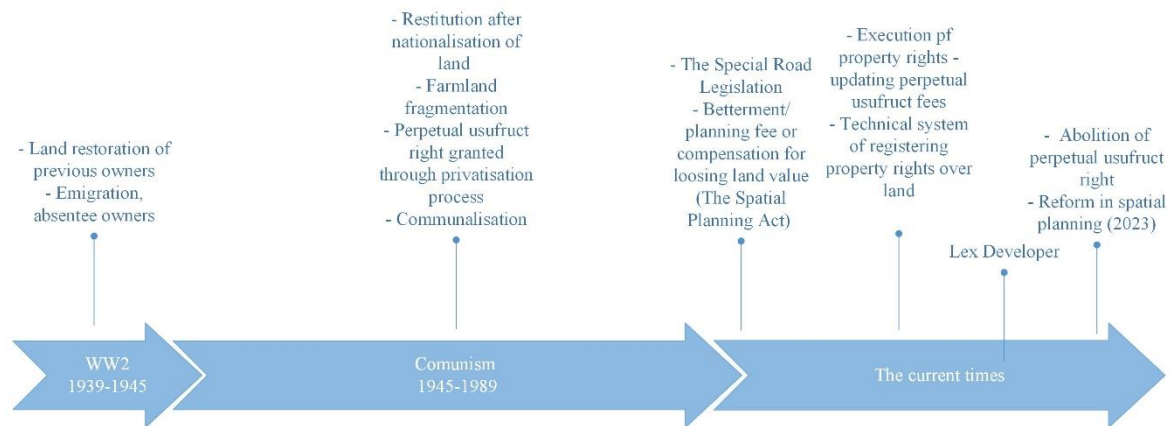 - Land restoration of
previous owners
- Emigration,
absentee owners
- Restitution after
nationalisation of
land
- Farmland
fragmentation
- Perpetual usufruct
right granted
through privatisation
process
- Communalisation
- The Special Road
Legislation
- Betterment/
planning fee or
compensation for
loosing land value
(The Spatial
Planning Act)
- Execution pf
property rights -
updating perpetual
usufruct fees
- Technical system
of registering
property rights over
land
Lex Developer
- Abolition of
perpetual usufruct
right
- Reform in spatial
planning (2023)
WW2
1939-1945
Comunism
1945-1989
The current times